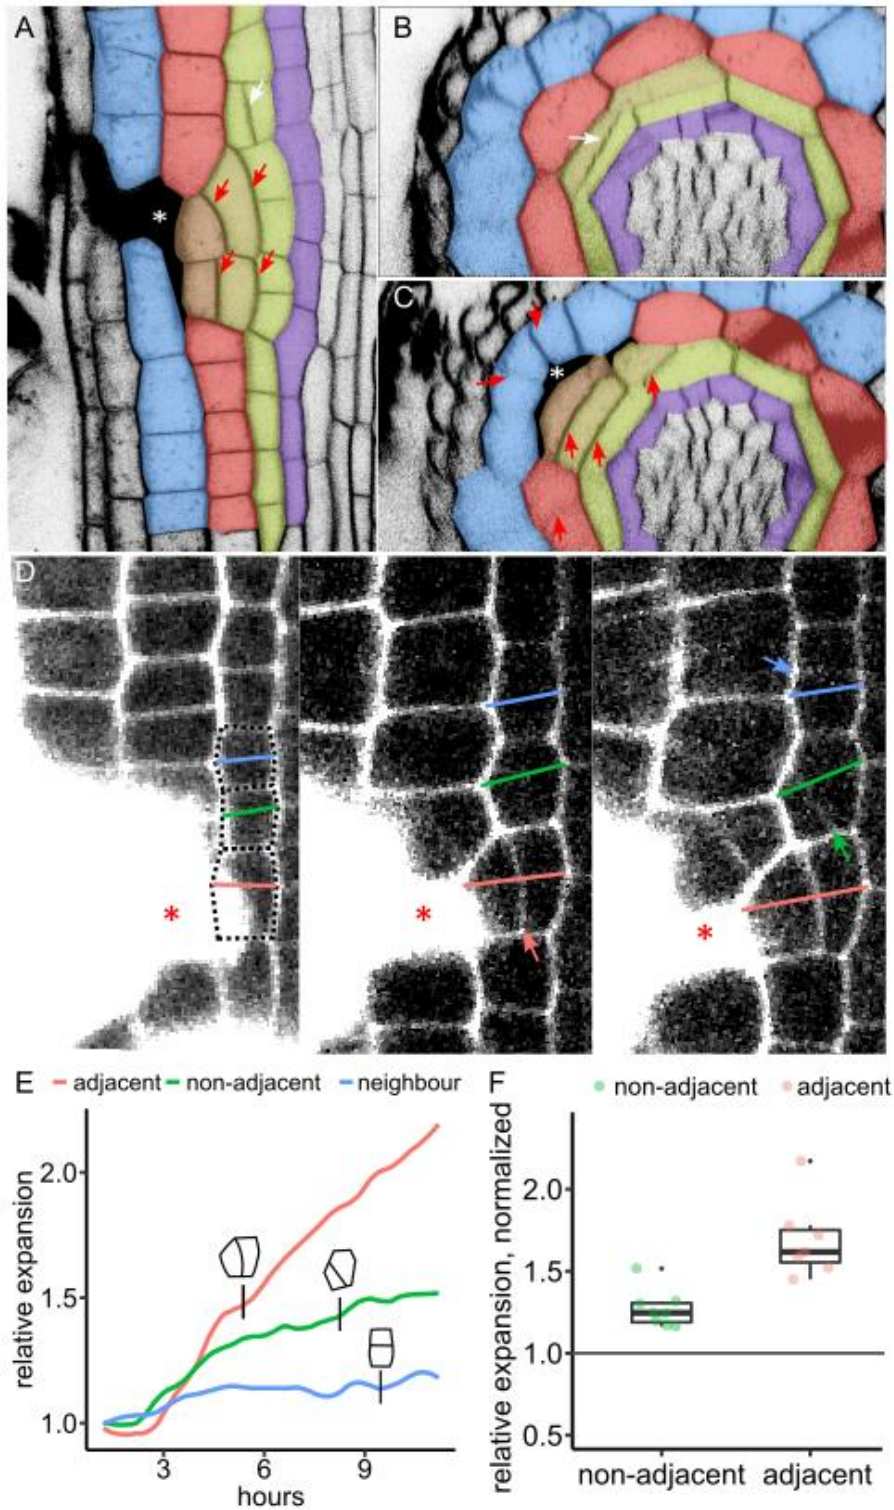 A
B
*
C
*
D
*
*
*
E
adjacent non-adjacent neighbour
relative expansion
2.0
1.5
1.0
3 6 9
hours
F
non-adjacent adjacent
relative expansion, normalized
2.0
1.5
1.0
0.5
non-adjacent adjacent